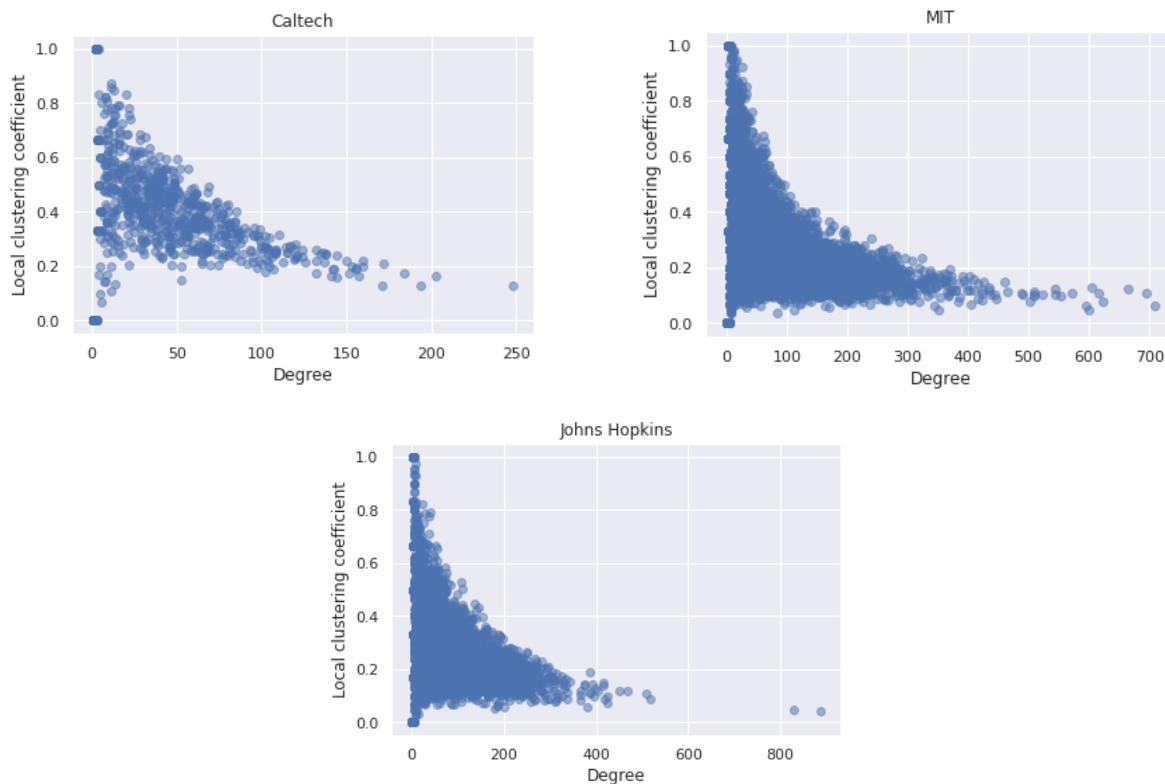 Caltech
1.0
0.8
0.6
0.4
0.2
0.0
Local clustering coefficient
0 50 100 150 200 250
Degree
MIT
1.0
0.8
0.6
0.4
0.2
0.0
Local clustering coefficient
0 100 200 300 400 500 600 700
Degree
Johns Hopkins
1.0
0.8
0.6
0.4
0.2
0.0
Local clustering coefficient
0 200 400 600 800
Degree